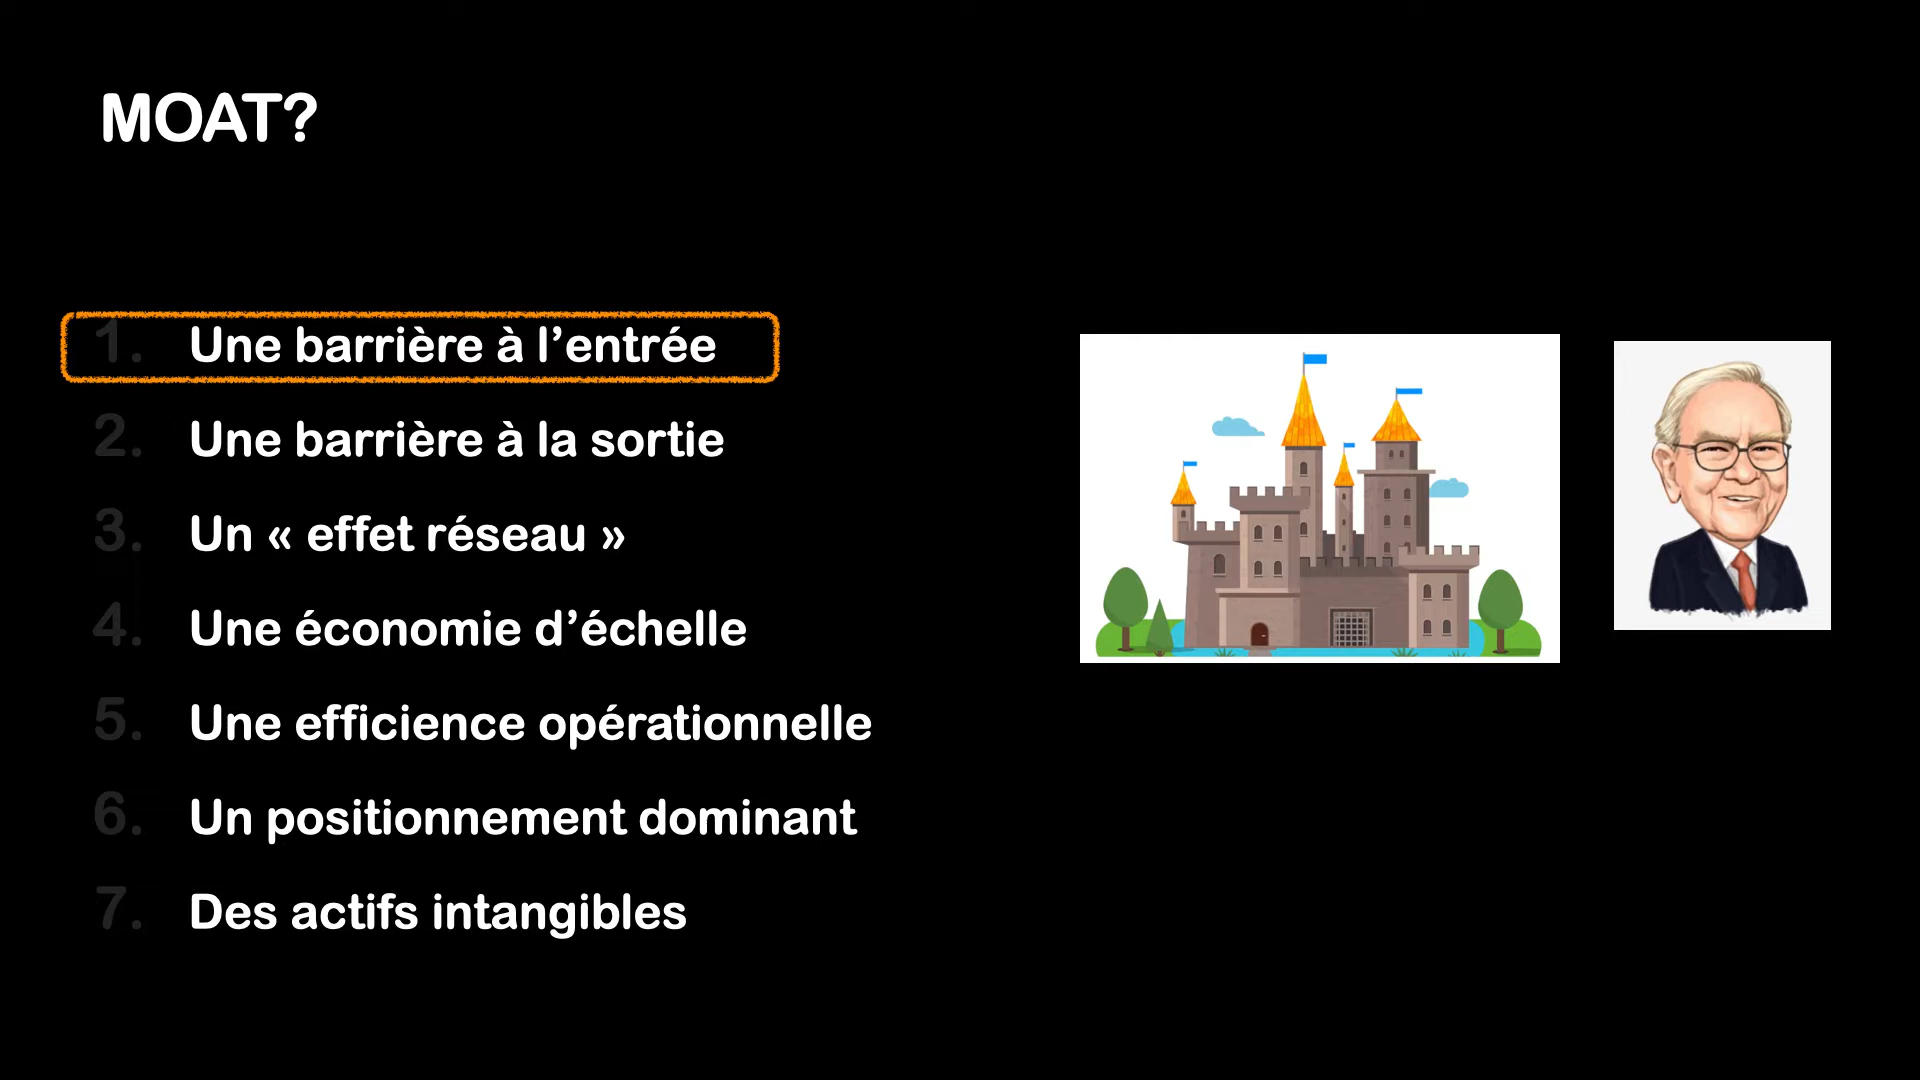 MOAT?
1. Une barrière à l’entrée
2. Une barrière à la sortie
3. Un « effet réseau »
4. Une économie d’échelle
5. Une efficience opérationnelle
6. Un positionnement dominant
7. Des actifs intangibles